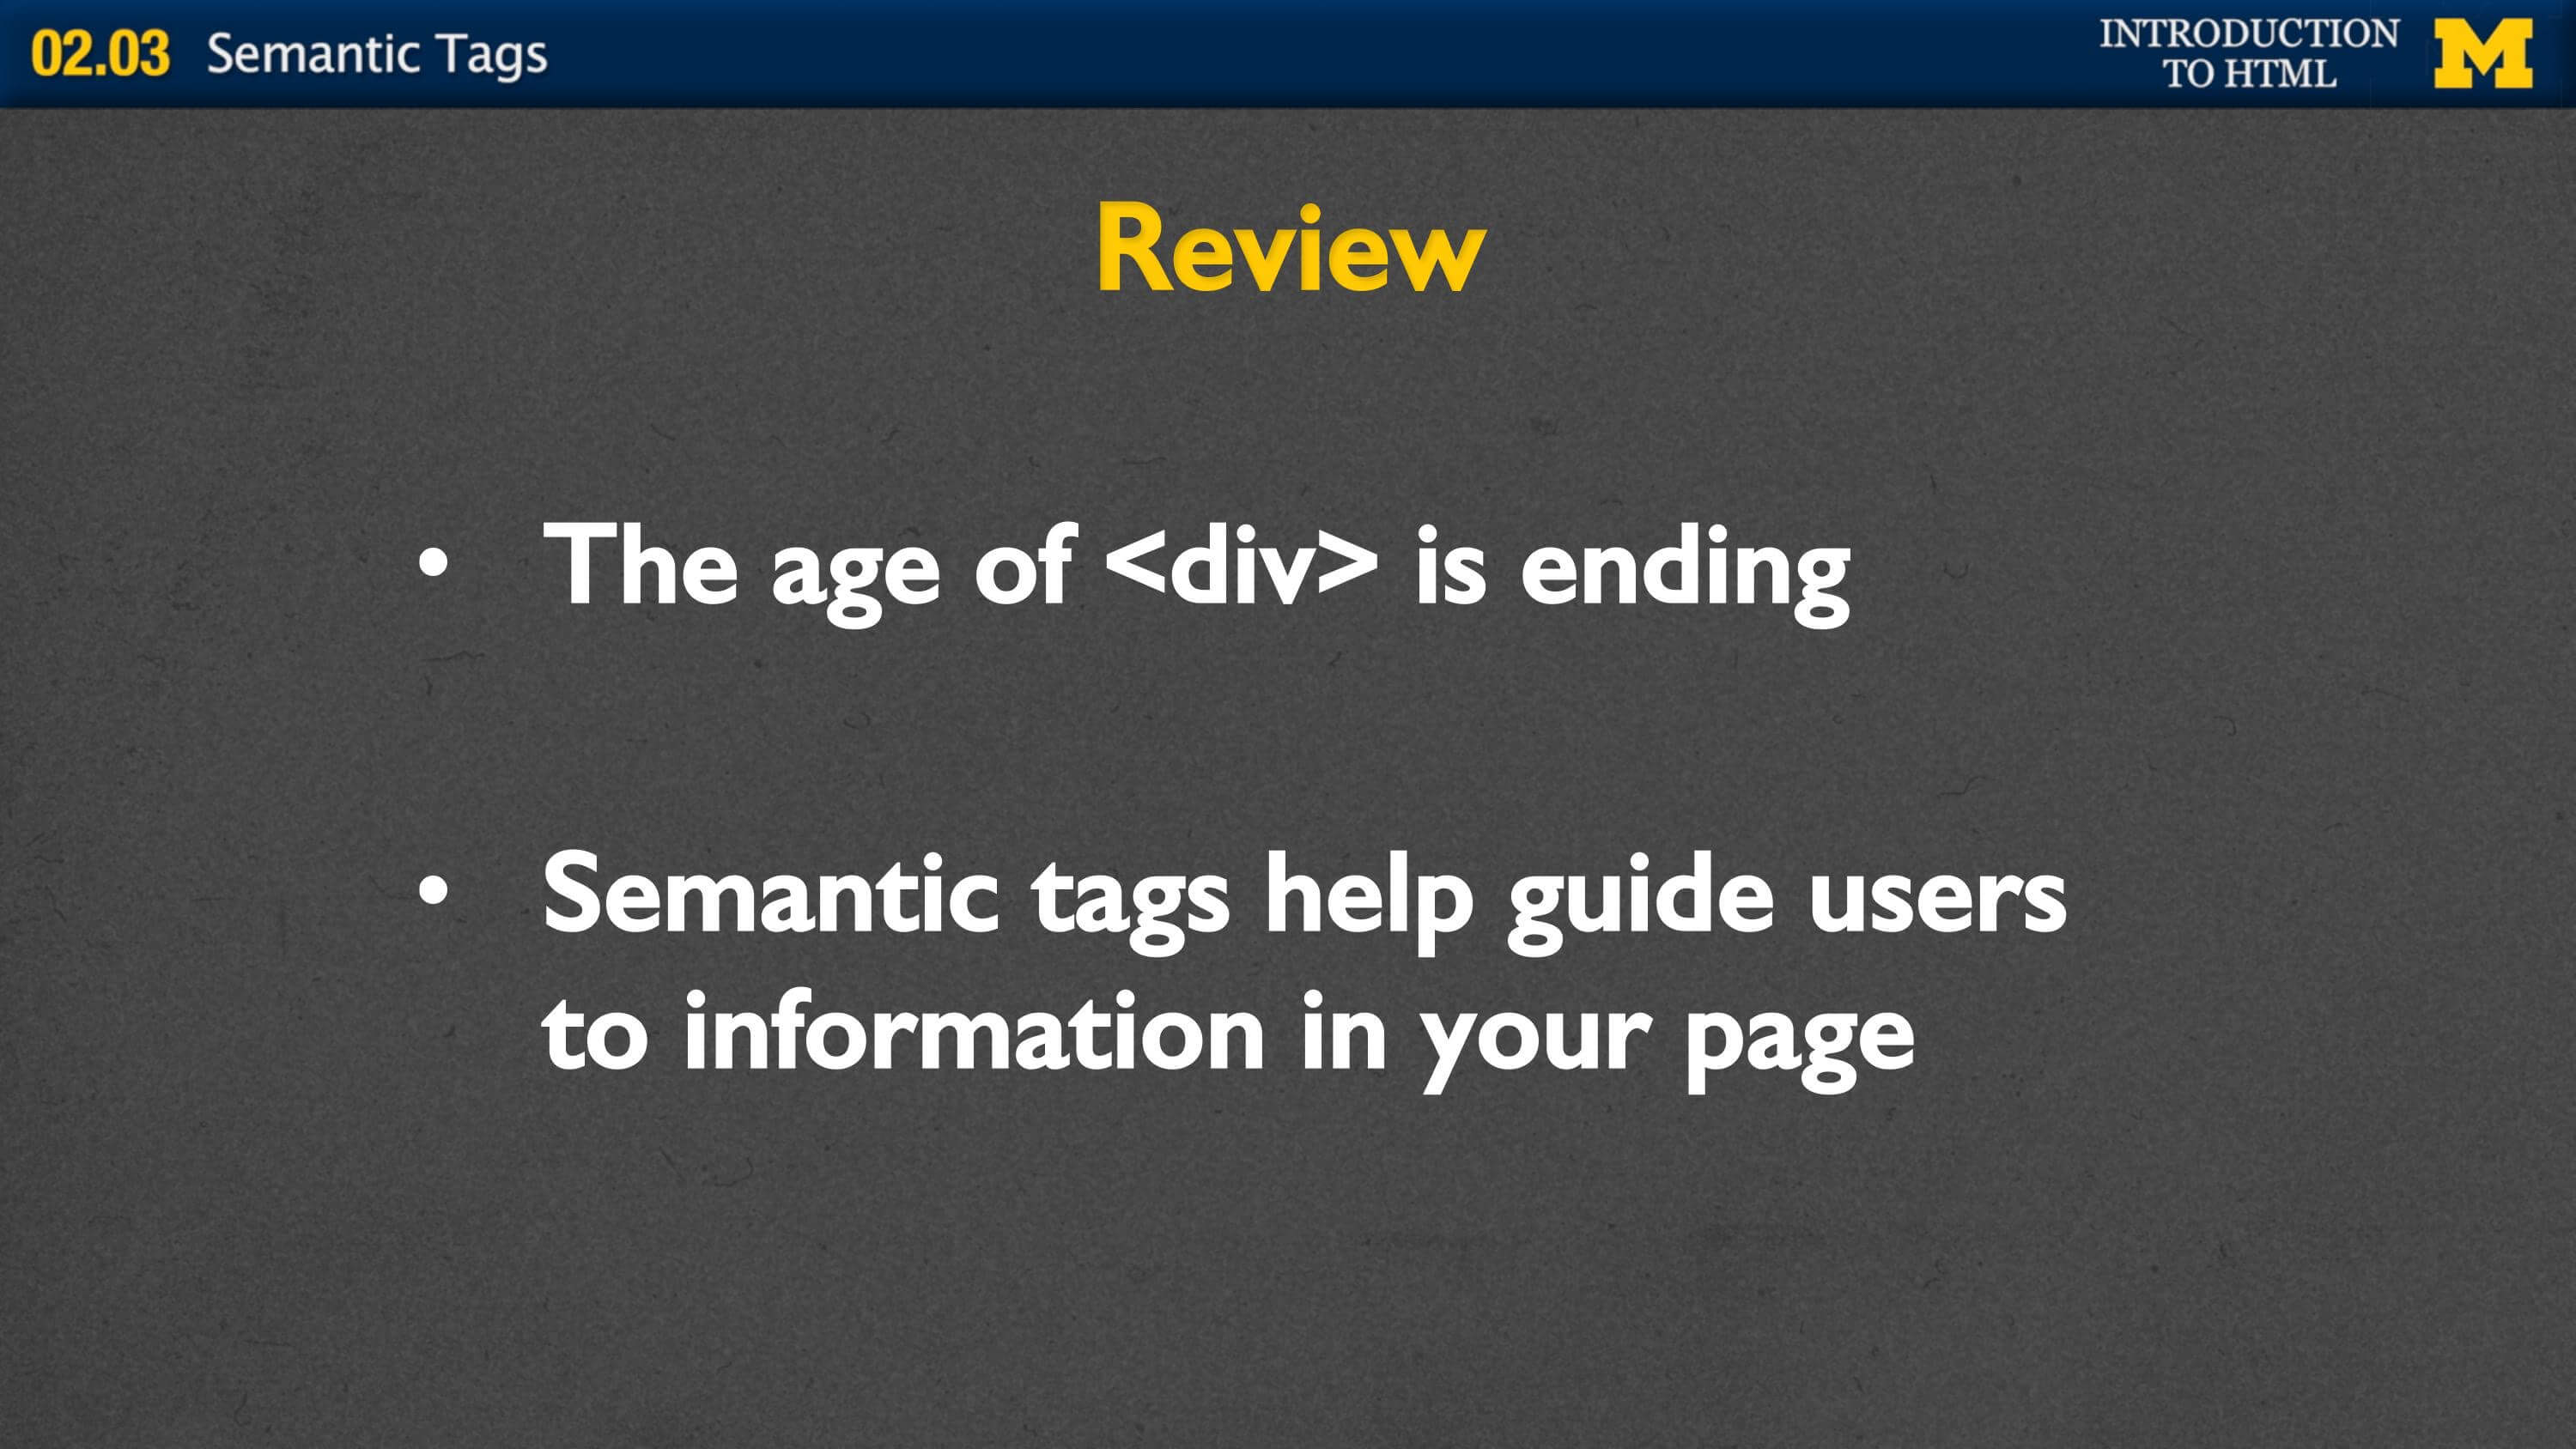 02.03 Semantic Tags
INTRODUCTION
TO HTML
M
Review
• The age of <div> is ending
• Semantic tags help guide users
to information in your page